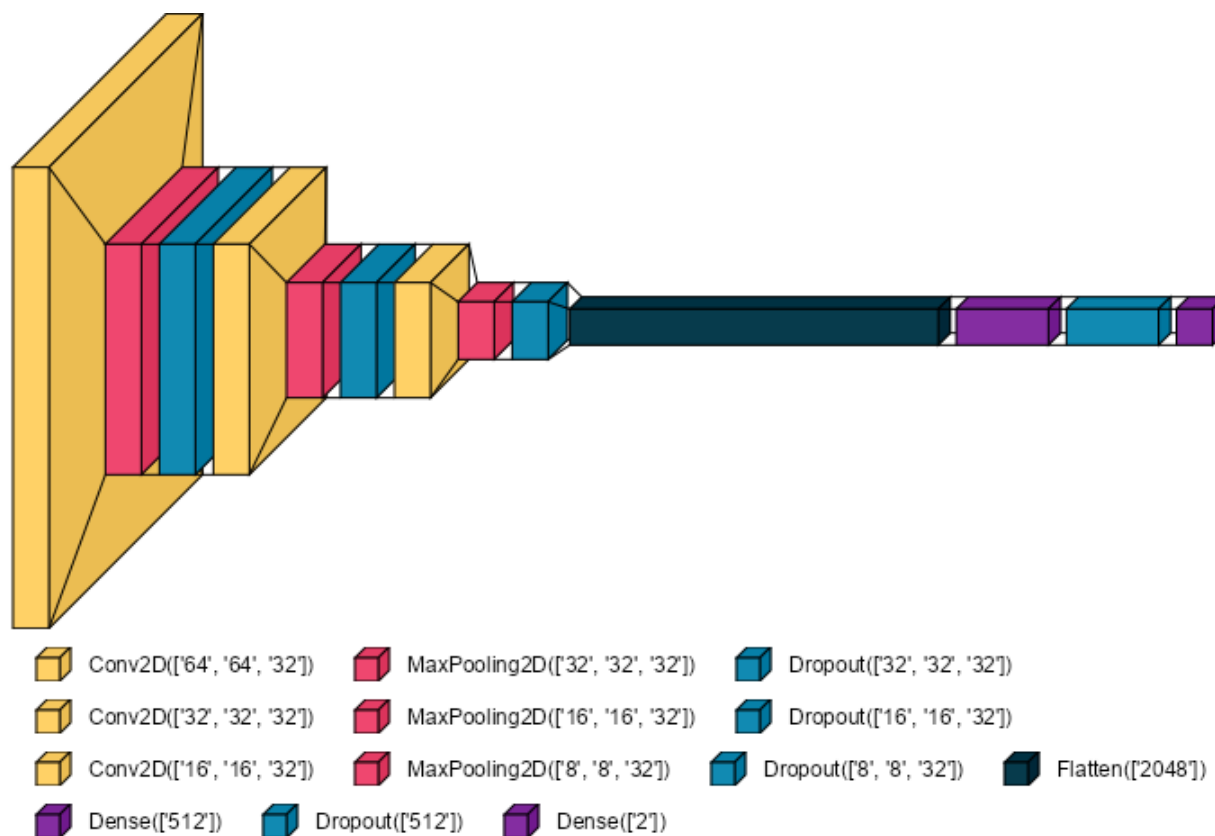 Conv2D(['64', '64', '32']) MaxPooling2D(['32', '32', '32']) Dropout(['32', '32', '32'])
Conv2D(['32', '32', '32']) MaxPooling2D(['16', '16', '32']) Dropout(['16', '16', '32'])
Conv2D(['16', '16', '32']) MaxPooling2D(['8', '8', '32']) Dropout(['8', '8', '32']) Flatten(['2048'])
Dense(['512']) Dropout(['512']) Dense(['2'])